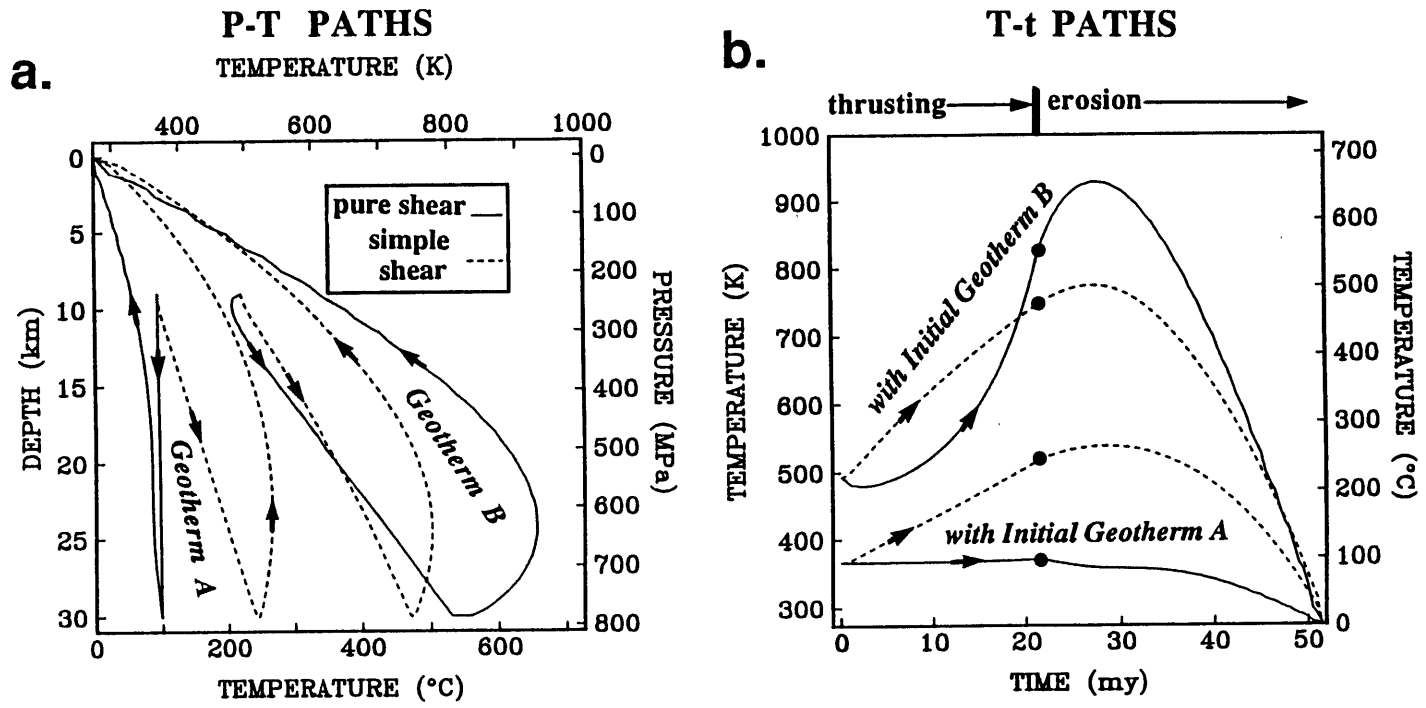 P-T PATHS
a.
TEMPERATURE (K)
400
600
800
1000
0
5
10
15
20
25
30
DEPTH (km)
0
100
200
300
400
500
600
700
800
PRESSURE (MPa)
pure shear
simple
shear
Geotherm A
Geotherm B
0
200
400
600
TEMPERATURE (°C)
T-t PATHS
b.
thrusting
erosion
1000
900
800
700
600
500
400
300
TEMPERATURE (K)
700
600
500
400
300
200
100
0
TEMPERATURE (°C)
with Initial Geotherm B
with Initial Geotherm A
0
10
20
30
40
50
TIME (my)